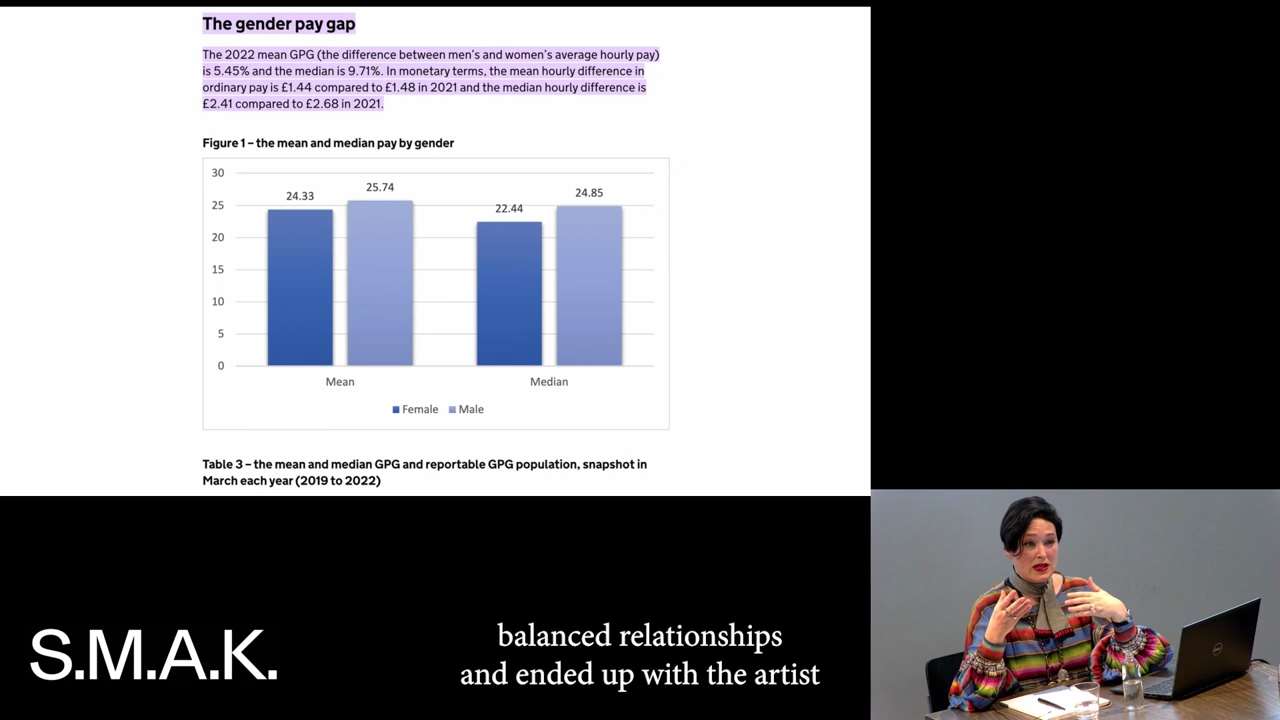 The gender pay gap
The 2022 mean GPG (the difference between men's and women's average hourly pay)
is 5.45% and the median is 9.71%. In monetary terms, the mean hourly difference in
ordinary pay is £1.44 compared to £1.48 in 2021 and the median hourly difference is
£2.41 compared to £2.68 in 2021.
Figure 1 – the mean and median pay by gender
30
25
20
15
10
5
0
24.33
25.74
22.44
24.85
Mean
Median
Female
Male
Table 3 – the mean and median GPG and reportable GPG population, snapshot in
March each year (2019 to 2022)
S.M.A.K.
balanced relationships
and ended up with the artist